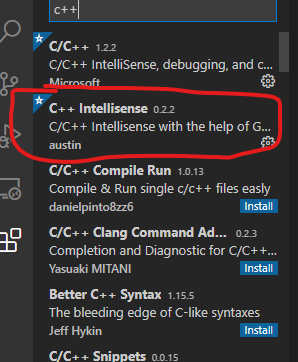 c++
C/C++ 1.2.2
C/C++ IntelliSense, debugging, and c...
Microsoft
C++ Intellisense 0.2.2
C/C++ Intellisense with the help of G...
austin
C/C++ Compile Run 1.0.13
Compile & Run single c/c++ files easly
danielpinto8zz6 Install
C/C++ Clang Command Ad... 0.2.3
Completion and Diagnostic for C/C++...
Yasuaki MITANI Install
Better C++ Syntax 1.15.5
The bleeding edge of C-like syntaxes
Jeff Hykin Install
C/C++ Snippets 0.0.15